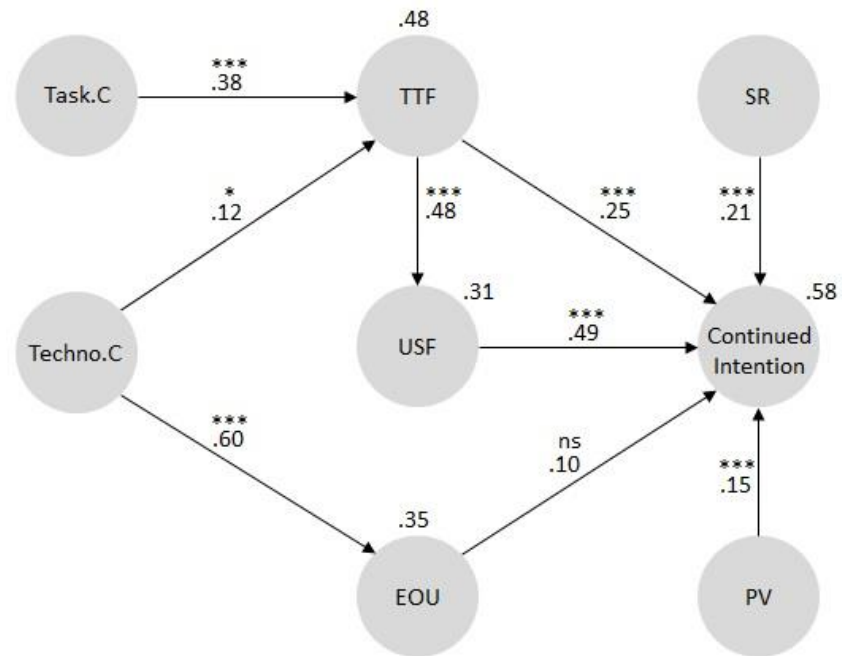 .48
Task.C
***
.38
TTF
SR
*
.12
***
.48
***
.25
***
.21
.31
.58
Techno.C
USF
***
.49
Continued
Intention
***
.60
ns
.10
***
.15
.35
EOU
PV